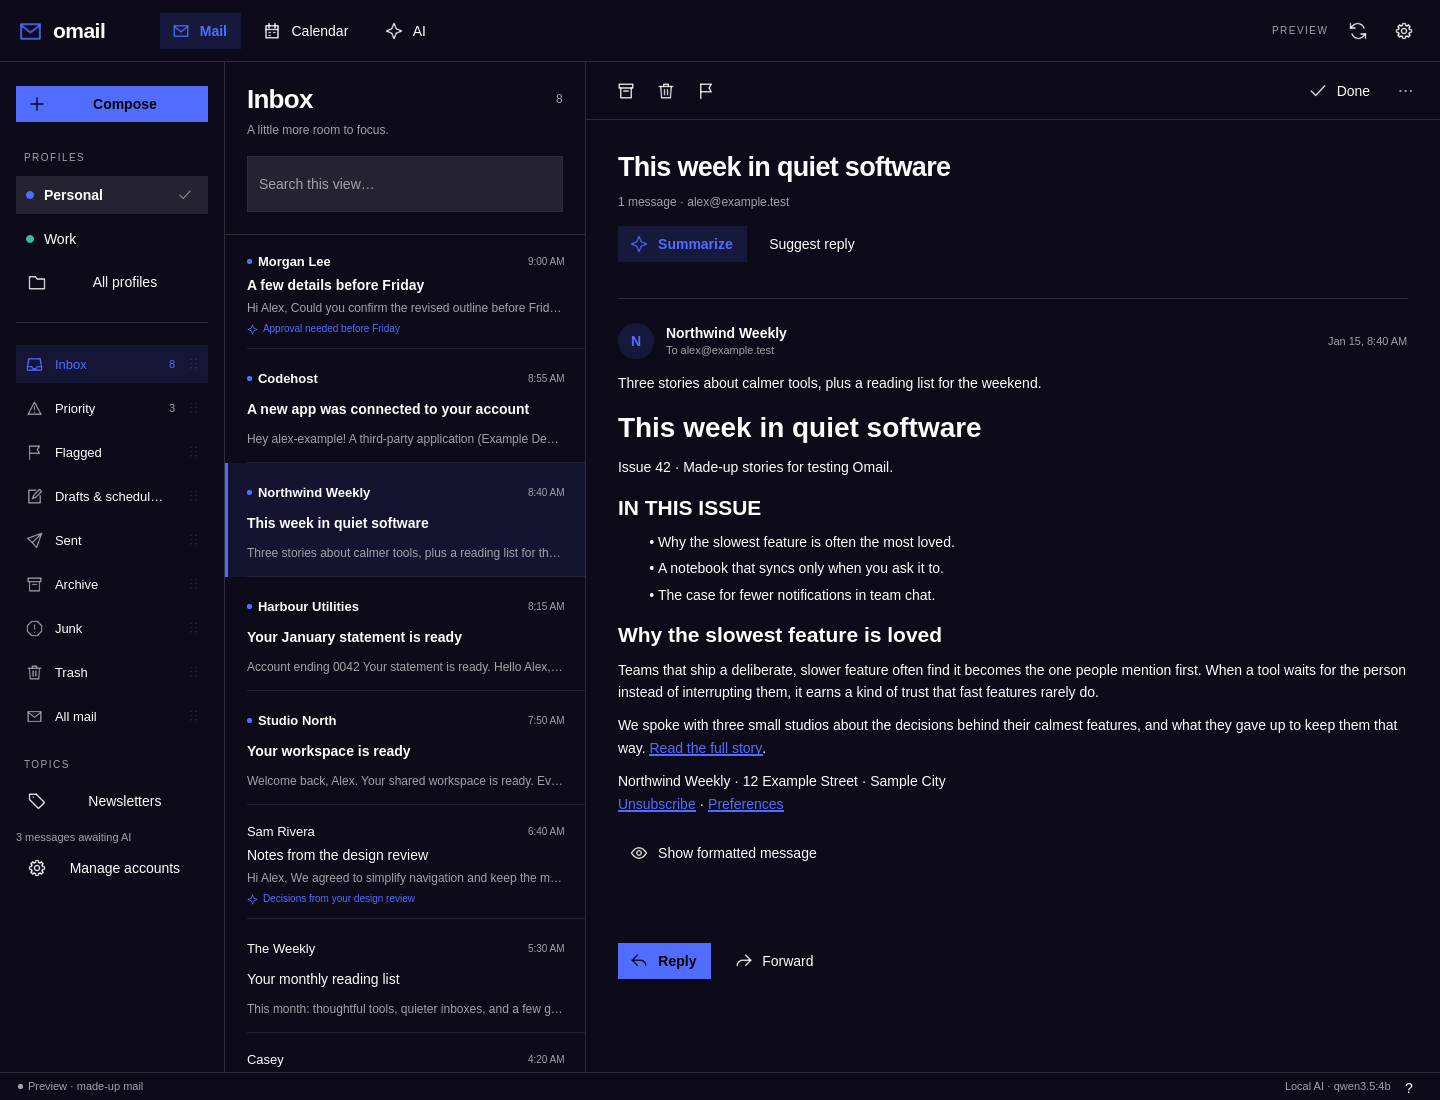 omail
Mail
Calendar
AI
PREVIEW
Compose
PROFILES
Personal
Work
All profiles
Inbox 8
Priority 3
Flagged
Drafts & schedul…
Sent
Archive
Junk
Trash
All mail
TOPICS
Newsletters
3 messages awaiting AI
Manage accounts
Inbox 8
A little more room to focus.
Search this view…
Morgan Lee 9:00 AM
A few details before Friday
Hi Alex, Could you confirm the revised outline before Frid…
Approval needed before Friday
Codehost 8:55 AM
A new app was connected to your account
Hey alex-example! A third-party application (Example De…
Northwind Weekly 8:40 AM
This week in quiet software
Three stories about calmer tools, plus a reading list for th…
Harbour Utilities 8:15 AM
Your January statement is ready
Account ending 0042 Your statement is ready. Hello Alex,…
Studio North 7:50 AM
Your workspace is ready
Welcome back, Alex. Your shared workspace is ready. Ev…
Sam Rivera 6:40 AM
Notes from the design review
Hi Alex, We agreed to simplify navigation and keep the m…
Decisions from your design review
The Weekly 5:30 AM
Your monthly reading list
This month: thoughtful tools, quieter inboxes, and a few g…
Casey 4:20 AM
Done
This week in quiet software
1 message · alex@example.test
Summarize
Suggest reply
N
Northwind Weekly
To alex@example.test
Jan 15, 8:40 AM
Three stories about calmer tools, plus a reading list for the weekend.
This week in quiet software
Issue 42 · Made-up stories for testing Omail.
IN THIS ISSUE
• Why the slowest feature is often the most loved.
• A notebook that syncs only when you ask it to.
• The case for fewer notifications in team chat.
Why the slowest feature is loved
Teams that ship a deliberate, slower feature often find it becomes the one people mention first. When a tool waits for the person
instead of interrupting them, it earns a kind of trust that fast features rarely do.
We spoke with three small studios about the decisions behind their calmest features, and what they gave up to keep them that
way. Read the full story.
Northwind Weekly · 12 Example Street · Sample City
Unsubscribe · Preferences
Show formatted message
Reply
Forward
Preview · made-up mail
Local AI · qwen3.5:4b
?